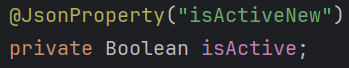 @JsonProperty("isActiveNew")
private Boolean isActive;